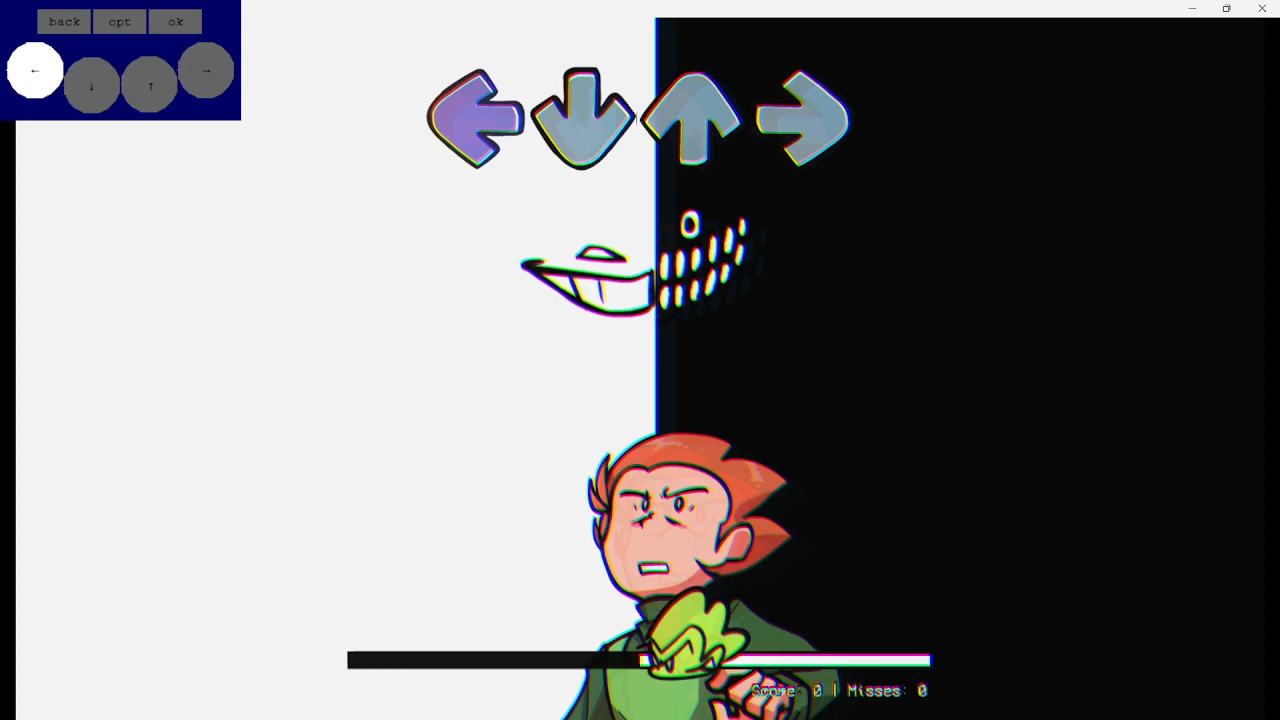 back opt ok
← ↓ ↑ →
Score: 0 | Misses: 0